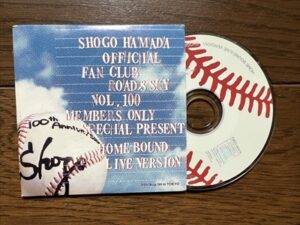 SHOGO HAMADA
OFFICIAL
FAN CLUB
ROAD & SKY
VOL. 100
MEMBERS ONLY
SPECIAL PRESENT
HOME BOUND
LIVE VERSION
100th Anniv
Shogo